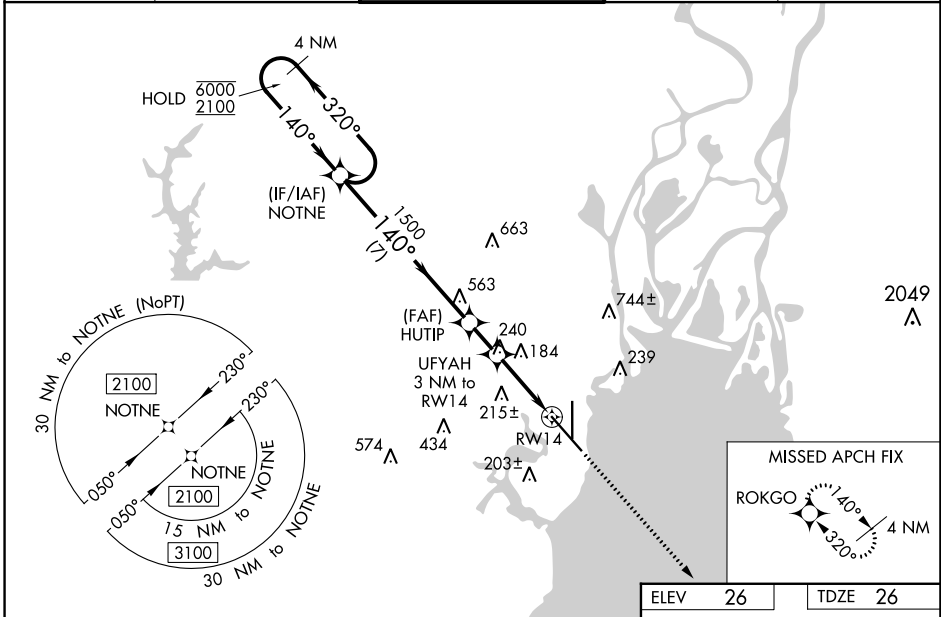 4 NM
HOLD 6000
2100
320°
140°
(IF/IAF)
NOTNE
1500
140°
(7)
663
563
744±
2049
(FAF)
HUTIP
240
184
239
UFYAH
3 NM to
RW14
215±
RW14
434
574
203±
30 NM to NOTNE (NoPT)
2100
NOTNE
230°
050°
230°
NOTNE
050°
2100
15 NM to NOTNE
3100
30 NM to NOTNE
MISSED APCH FIX
ROKGO
140°
4 NM
320°
ELEV 26
TDZE 26